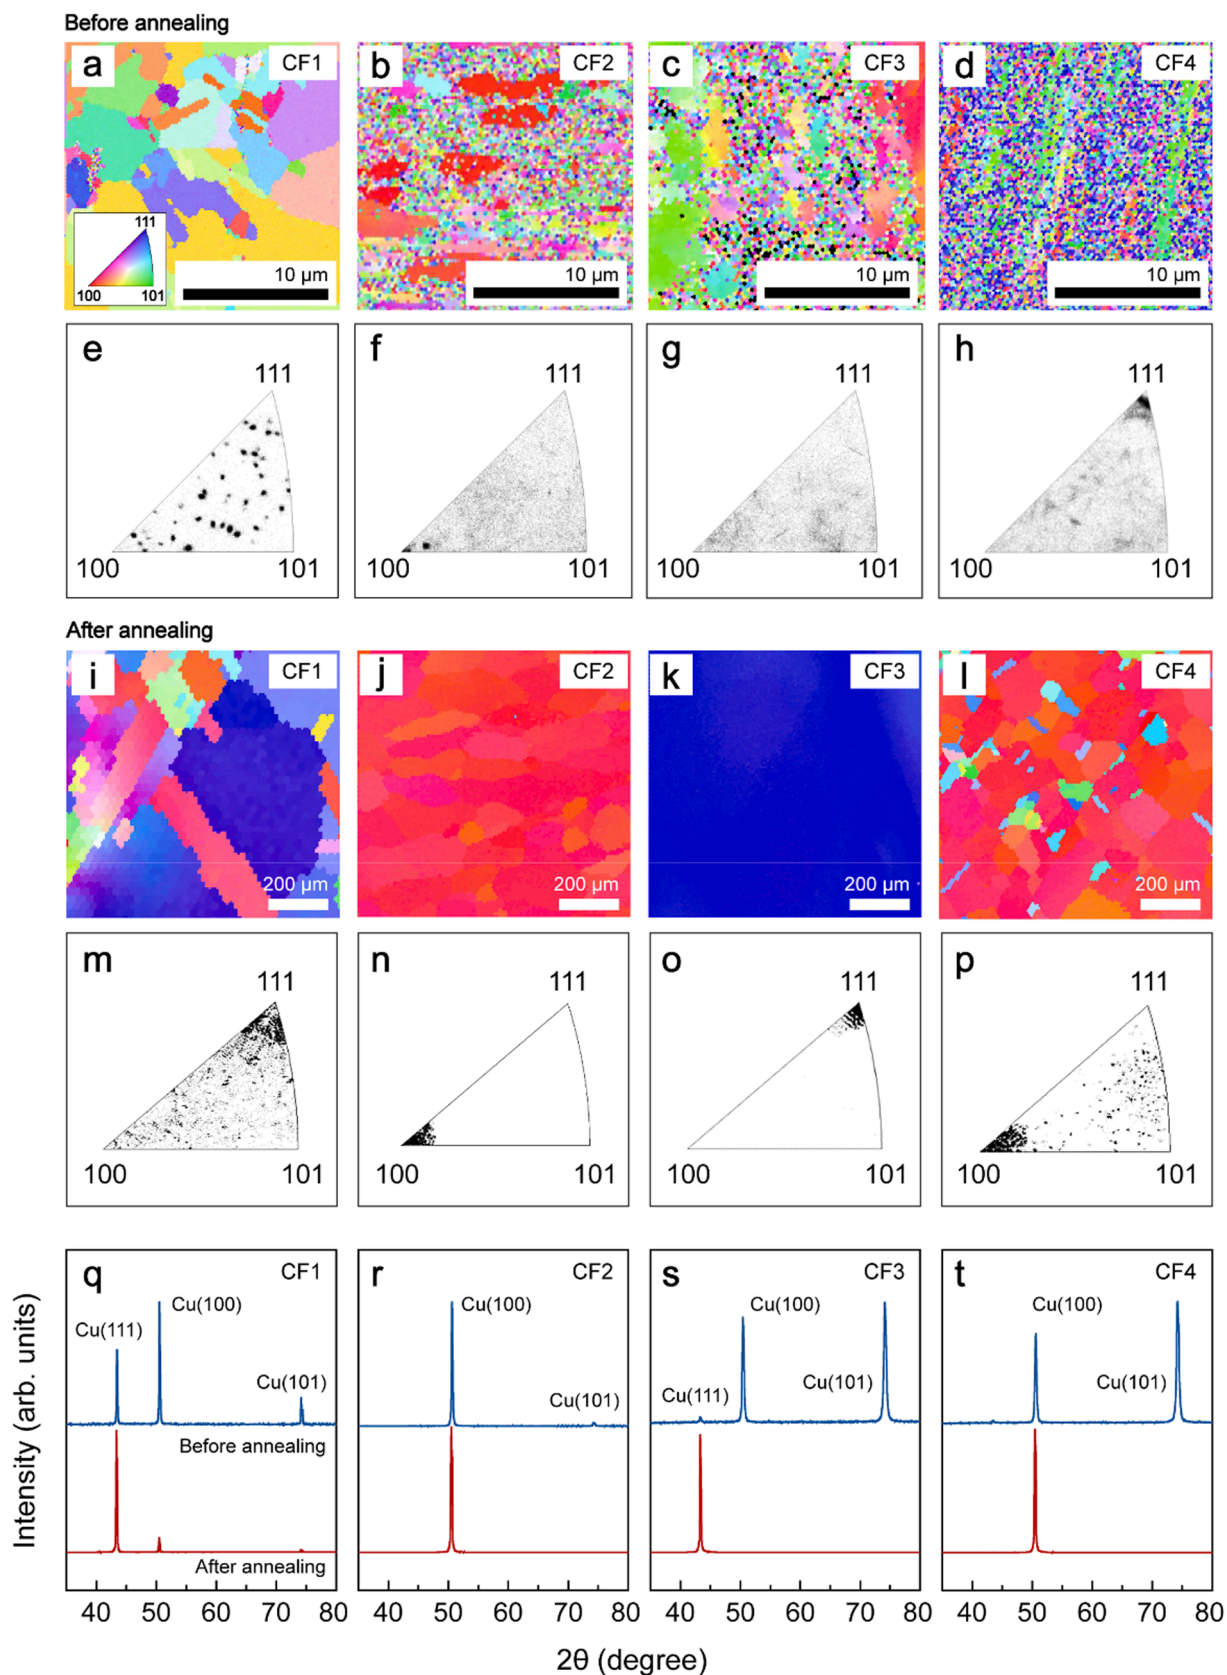 Before annealing
a CF1 b CF2 c CF3 d CF4
111
100 101
10 µm 10 µm 10 µm 10 µm
e f g h
111 111 111 111
100 101 100 101 100 101 100 101
After annealing
i CF1 j CF2 k CF3 l CF4
200 µm 200 µm 200 µm 200 µm
m n o p
111 111 111 111
100 101 100 101 100 101 100 101
q CF1 r CF2 s CF3 t CF4
Cu(100) Cu(100) Cu(100) Cu(100)
Cu(111)
Cu(101) Cu(101) Cu(111) Cu(101) Cu(101)
Before annealing
After annealing
40 50 60 70 80 40 50 60 70 80 40 50 60 70 80 40 50 60 70 80
Intensity (arb. units)
2θ (degree)